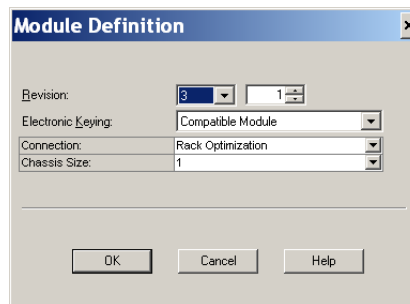 Module Definition
Revision: 3 1
Electronic Keying: Compatible Module
Connection: Rack Optimization
Chassis Size: 1
OK Cancel Help